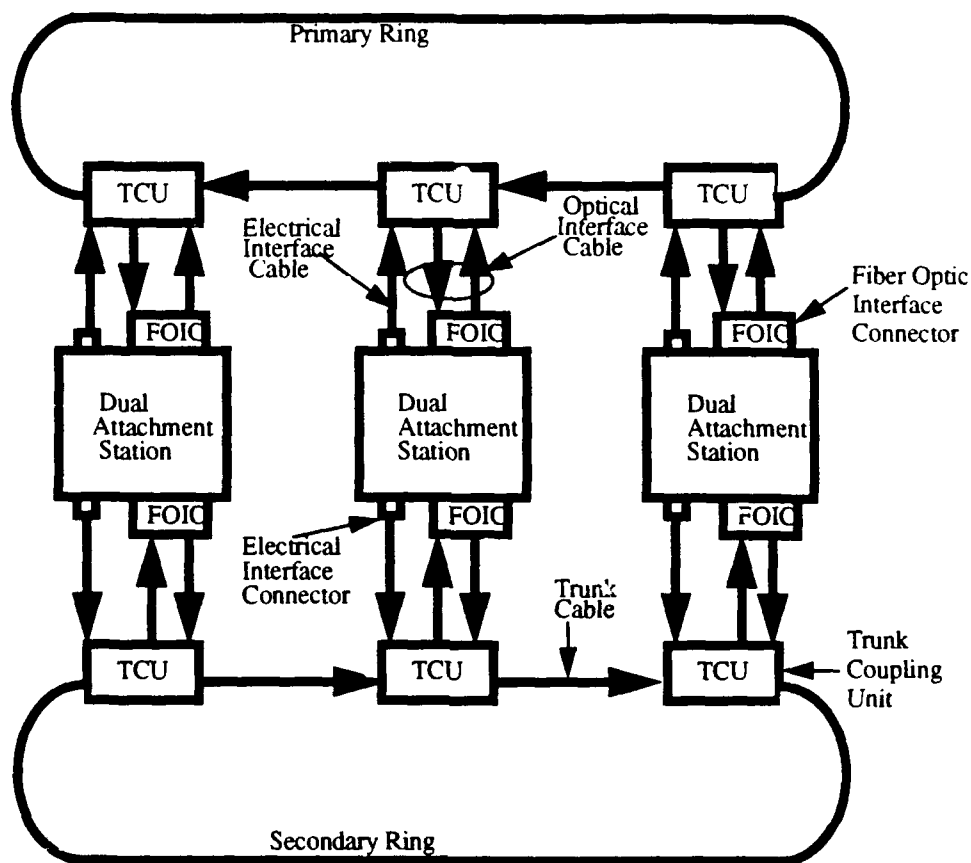 Primary Ring
TCU
TCU
TCU
Electrical
Interface
Cable
Optical
Interface
Cable
Fiber Optic
Interface
Connector
FOIC
FOIC
FOIC
Dual
Attachment
Station
Dual
Attachment
Station
Dual
Attachment
Station
FOIC
FOIC
FOIC
Electrical
Interface
Connector
Trunk
Cable
TCU
TCU
TCU
Trunk
Coupling
Unit
Secondary Ring